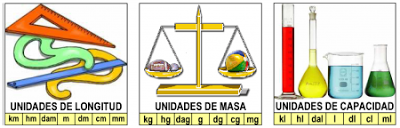 UNIDADES DE LONGITUD
km hm dam m dm cm mm
UNIDADES DE MASA
kg hg dag g dg cg mg
UNIDADES DE CAPACIDAD
kl hl dal l dl cl ml